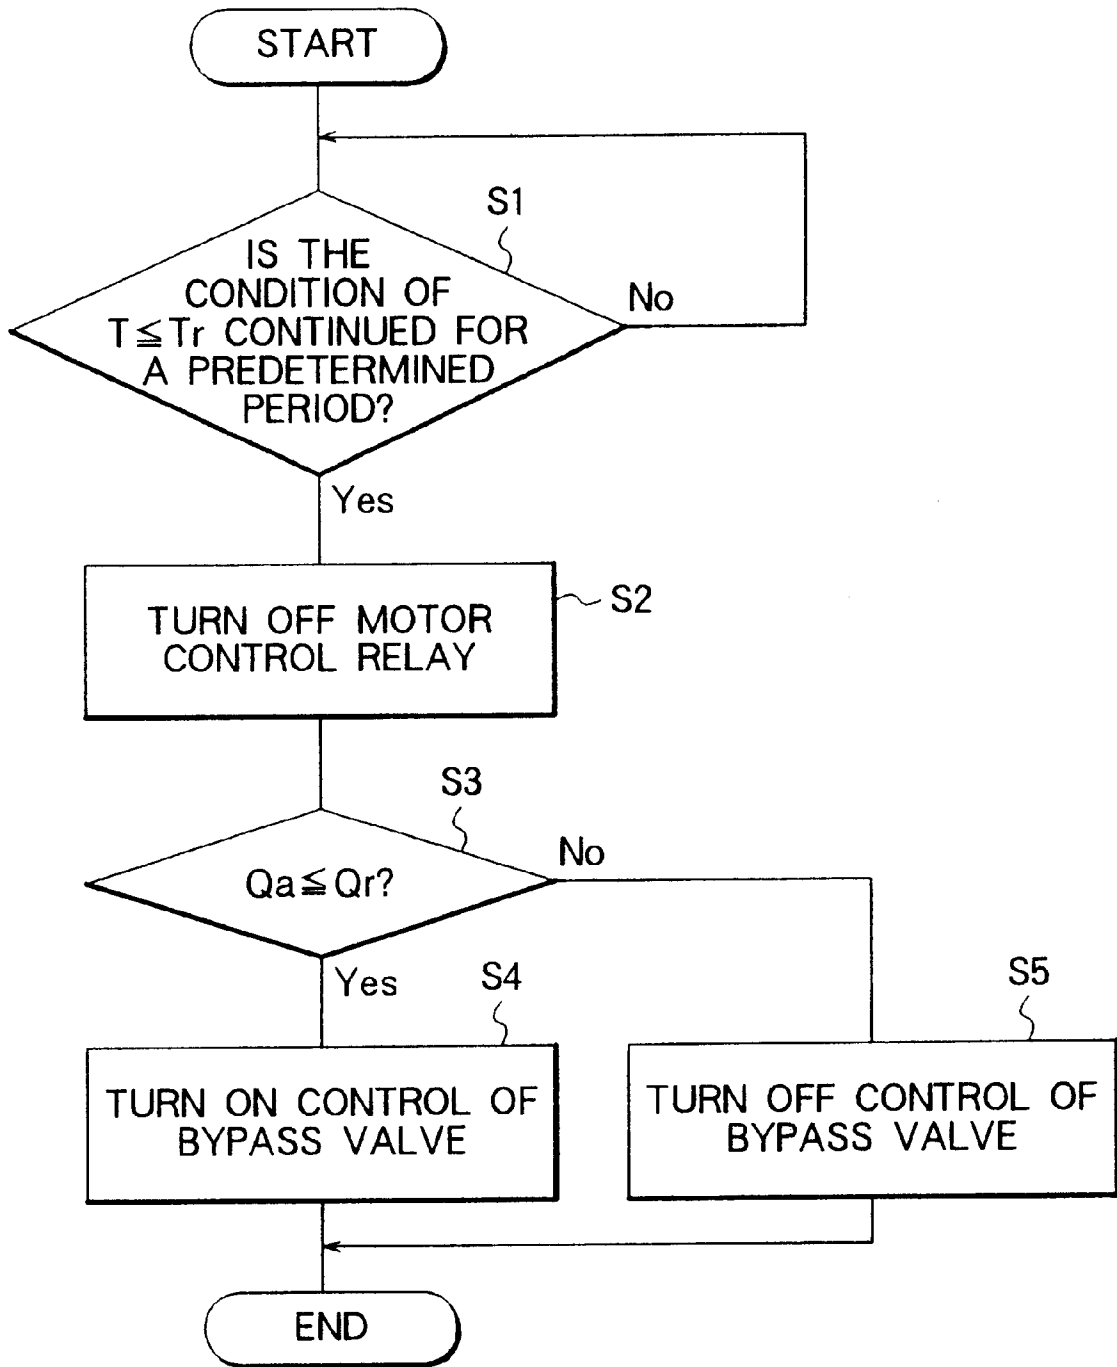 START
S1
IS THE
CONDITION OF
T≦Tr CONTINUED FOR
A PREDETERMINED
PERIOD?
No
Yes
S2
TURN OFF MOTOR
CONTROL RELAY
S3
Qa≦Qr?
No
Yes
S4
TURN ON CONTROL OF
BYPASS VALVE
S5
TURN OFF CONTROL OF
BYPASS VALVE
END